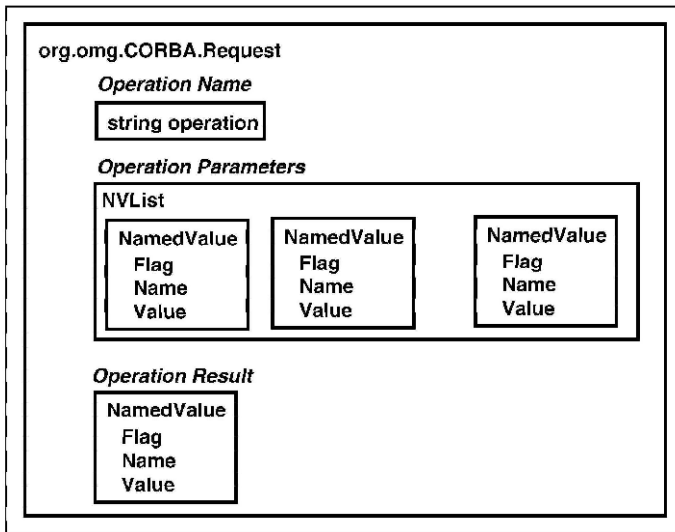 org.omg.CORBA.Request
Operation Name
string operation
Operation Parameters
NVList
NamedValue NamedValue NamedValue
Flag Flag Flag
Name Name Name
Value Value Value
Operation Result
NamedValue
Flag
Name
Value